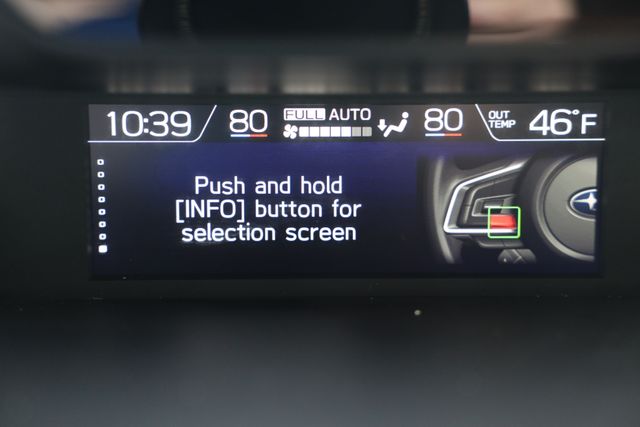 10:39 80 FULL AUTO 80 OUT TEMP 46°F
Push and hold
[INFO] button for
selection screen